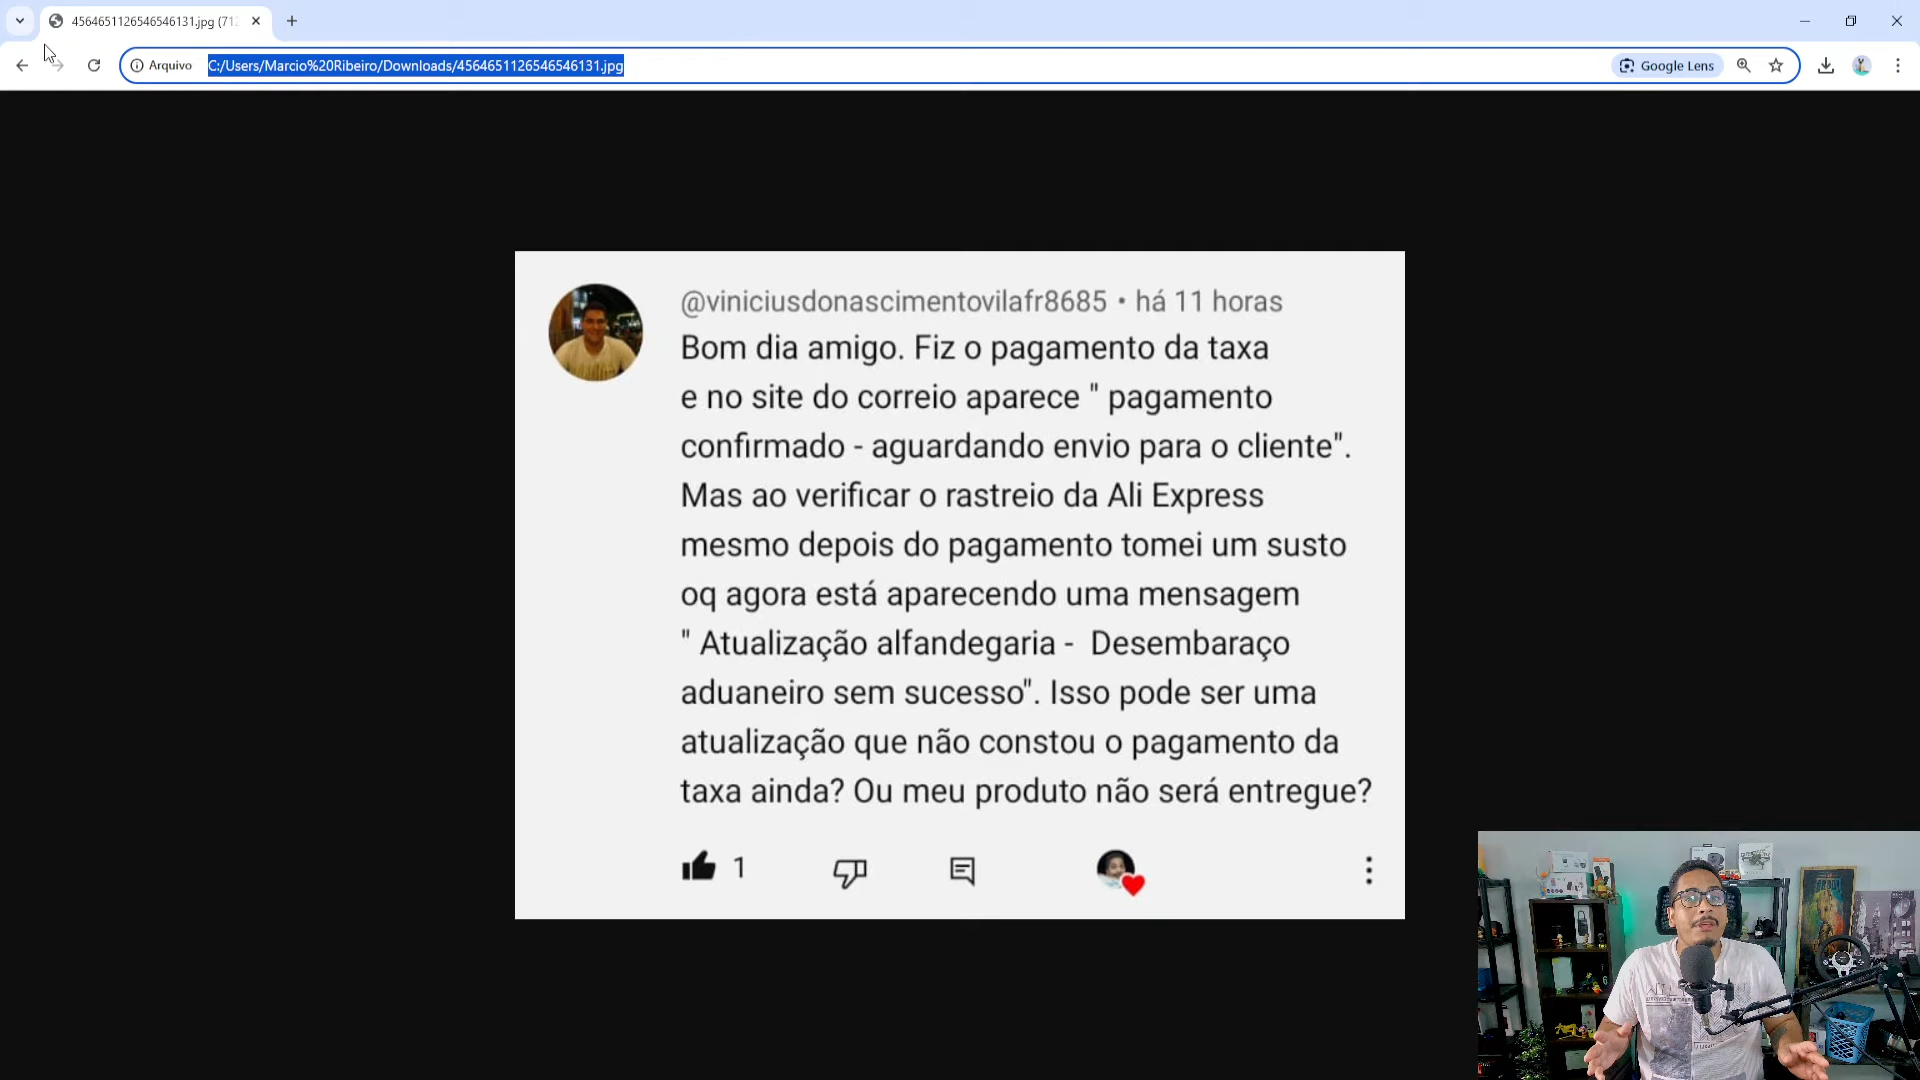 4564651126546546131.jpg (712
Arquivo
C:/Users/Marcio%20Ribeiro/Downloads/4564651126546546131.jpg
Google Lens
@viniciusdonascimentovilafr8685 • há 11 horas
Bom dia amigo. Fiz o pagamento da taxa
e no site do correio aparece " pagamento
confirmado - aguardando envio para o cliente".
Mas ao verificar o rastreio da Ali Express
mesmo depois do pagamento tomei um susto
oq agora está aparecendo uma mensagem
" Atualização alfandegaria -  Desembaraço
aduaneiro sem sucesso". Isso pode ser uma
atualização que não constou o pagamento da
taxa ainda? Ou meu produto não será entregue?
1